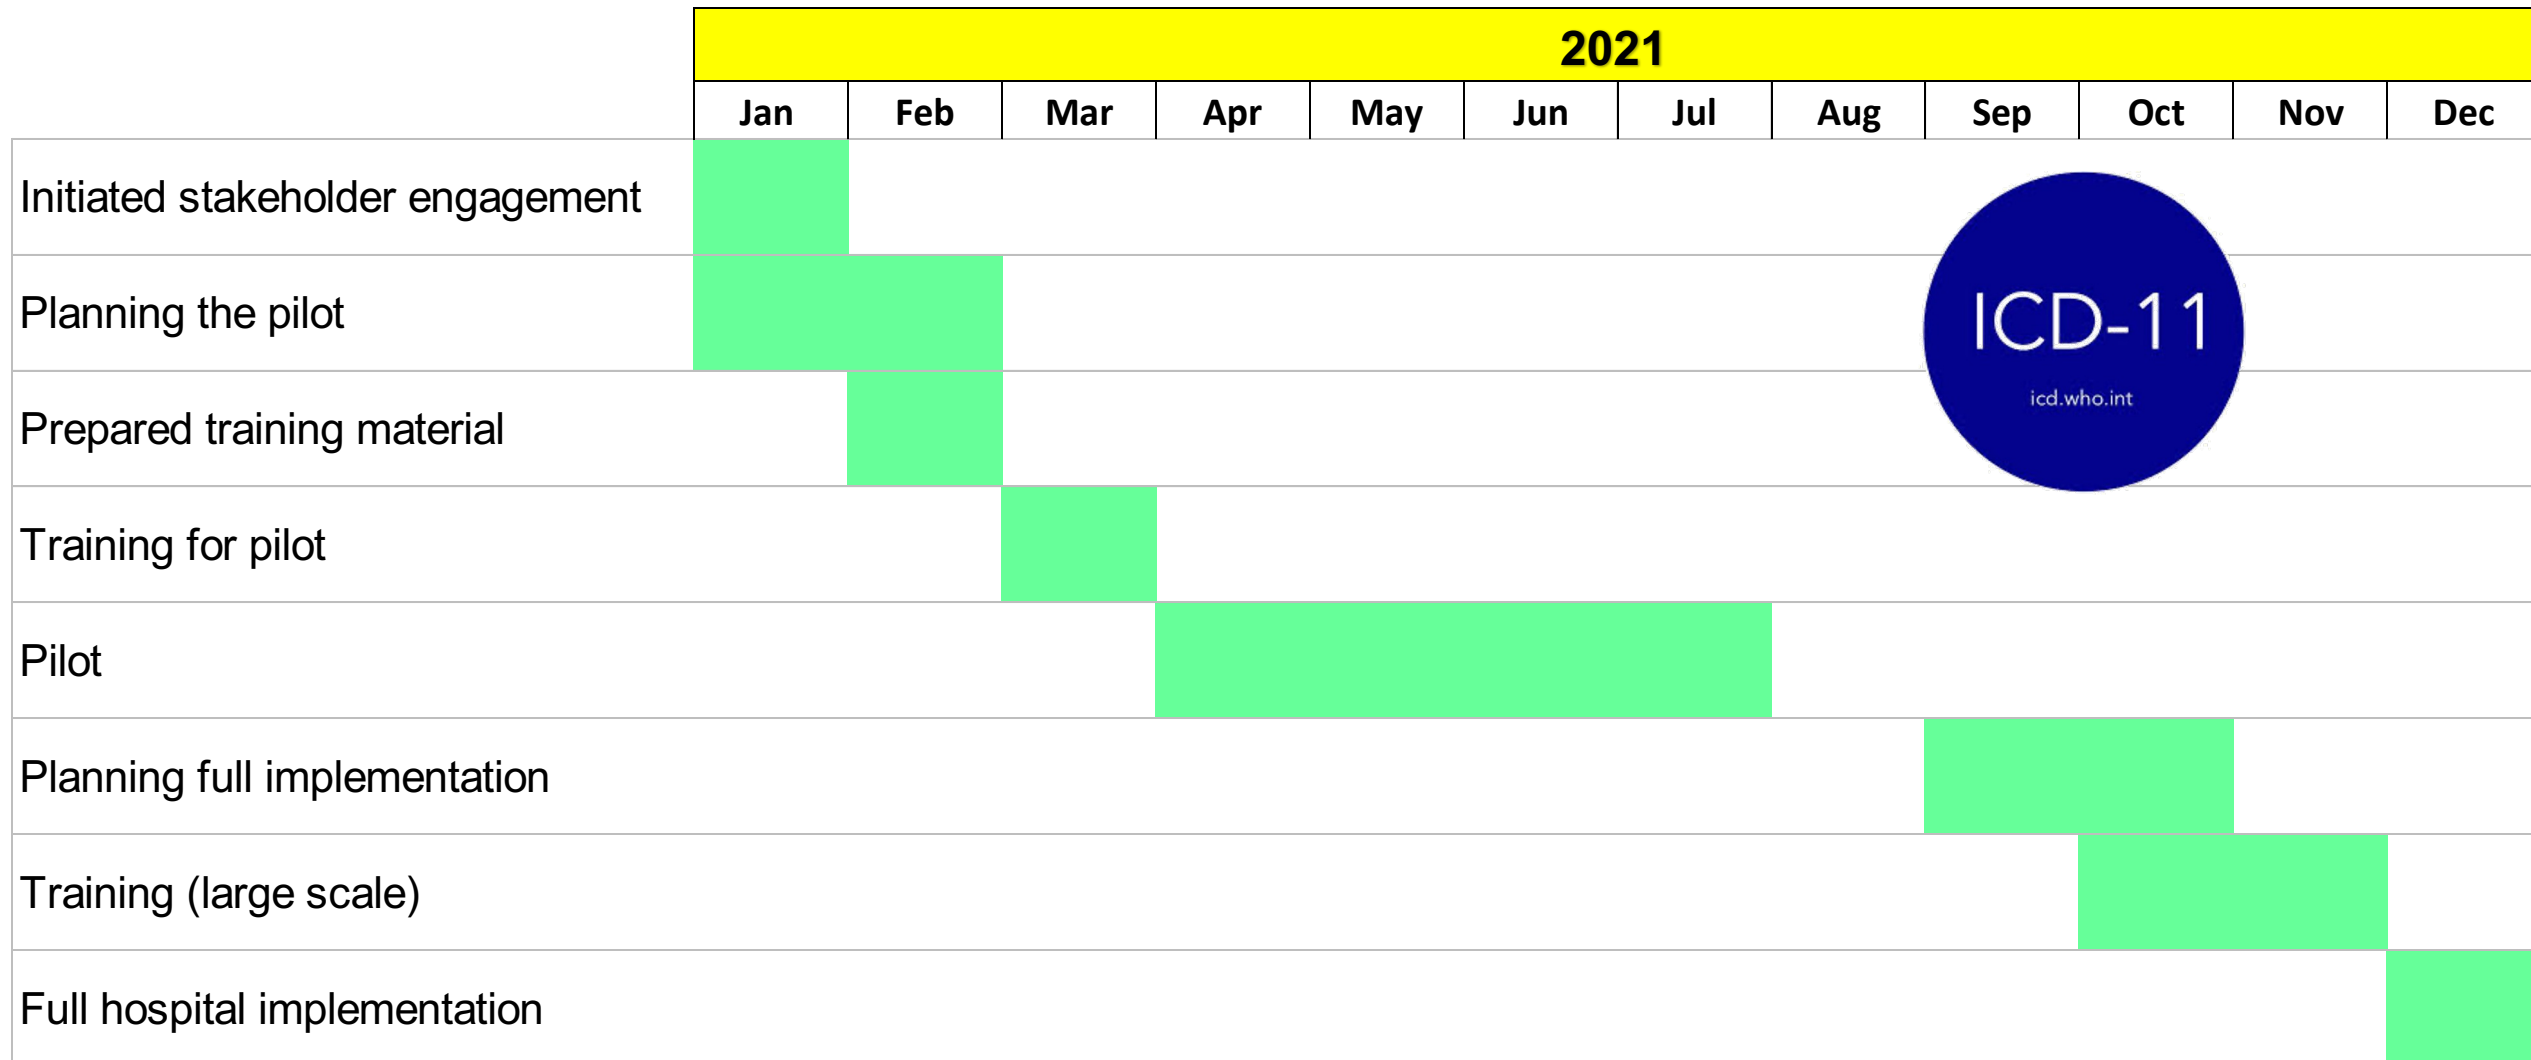 2021
Jan Feb Mar Apr May Jun Jul Aug Sep Oct Nov Dec
Initiated stakeholder engagement
Planning the pilot
ICD-11
icd.who.int
Prepared training material
Training for pilot
Pilot
Planning full implementation
Training (large scale)
Full hospital implementation